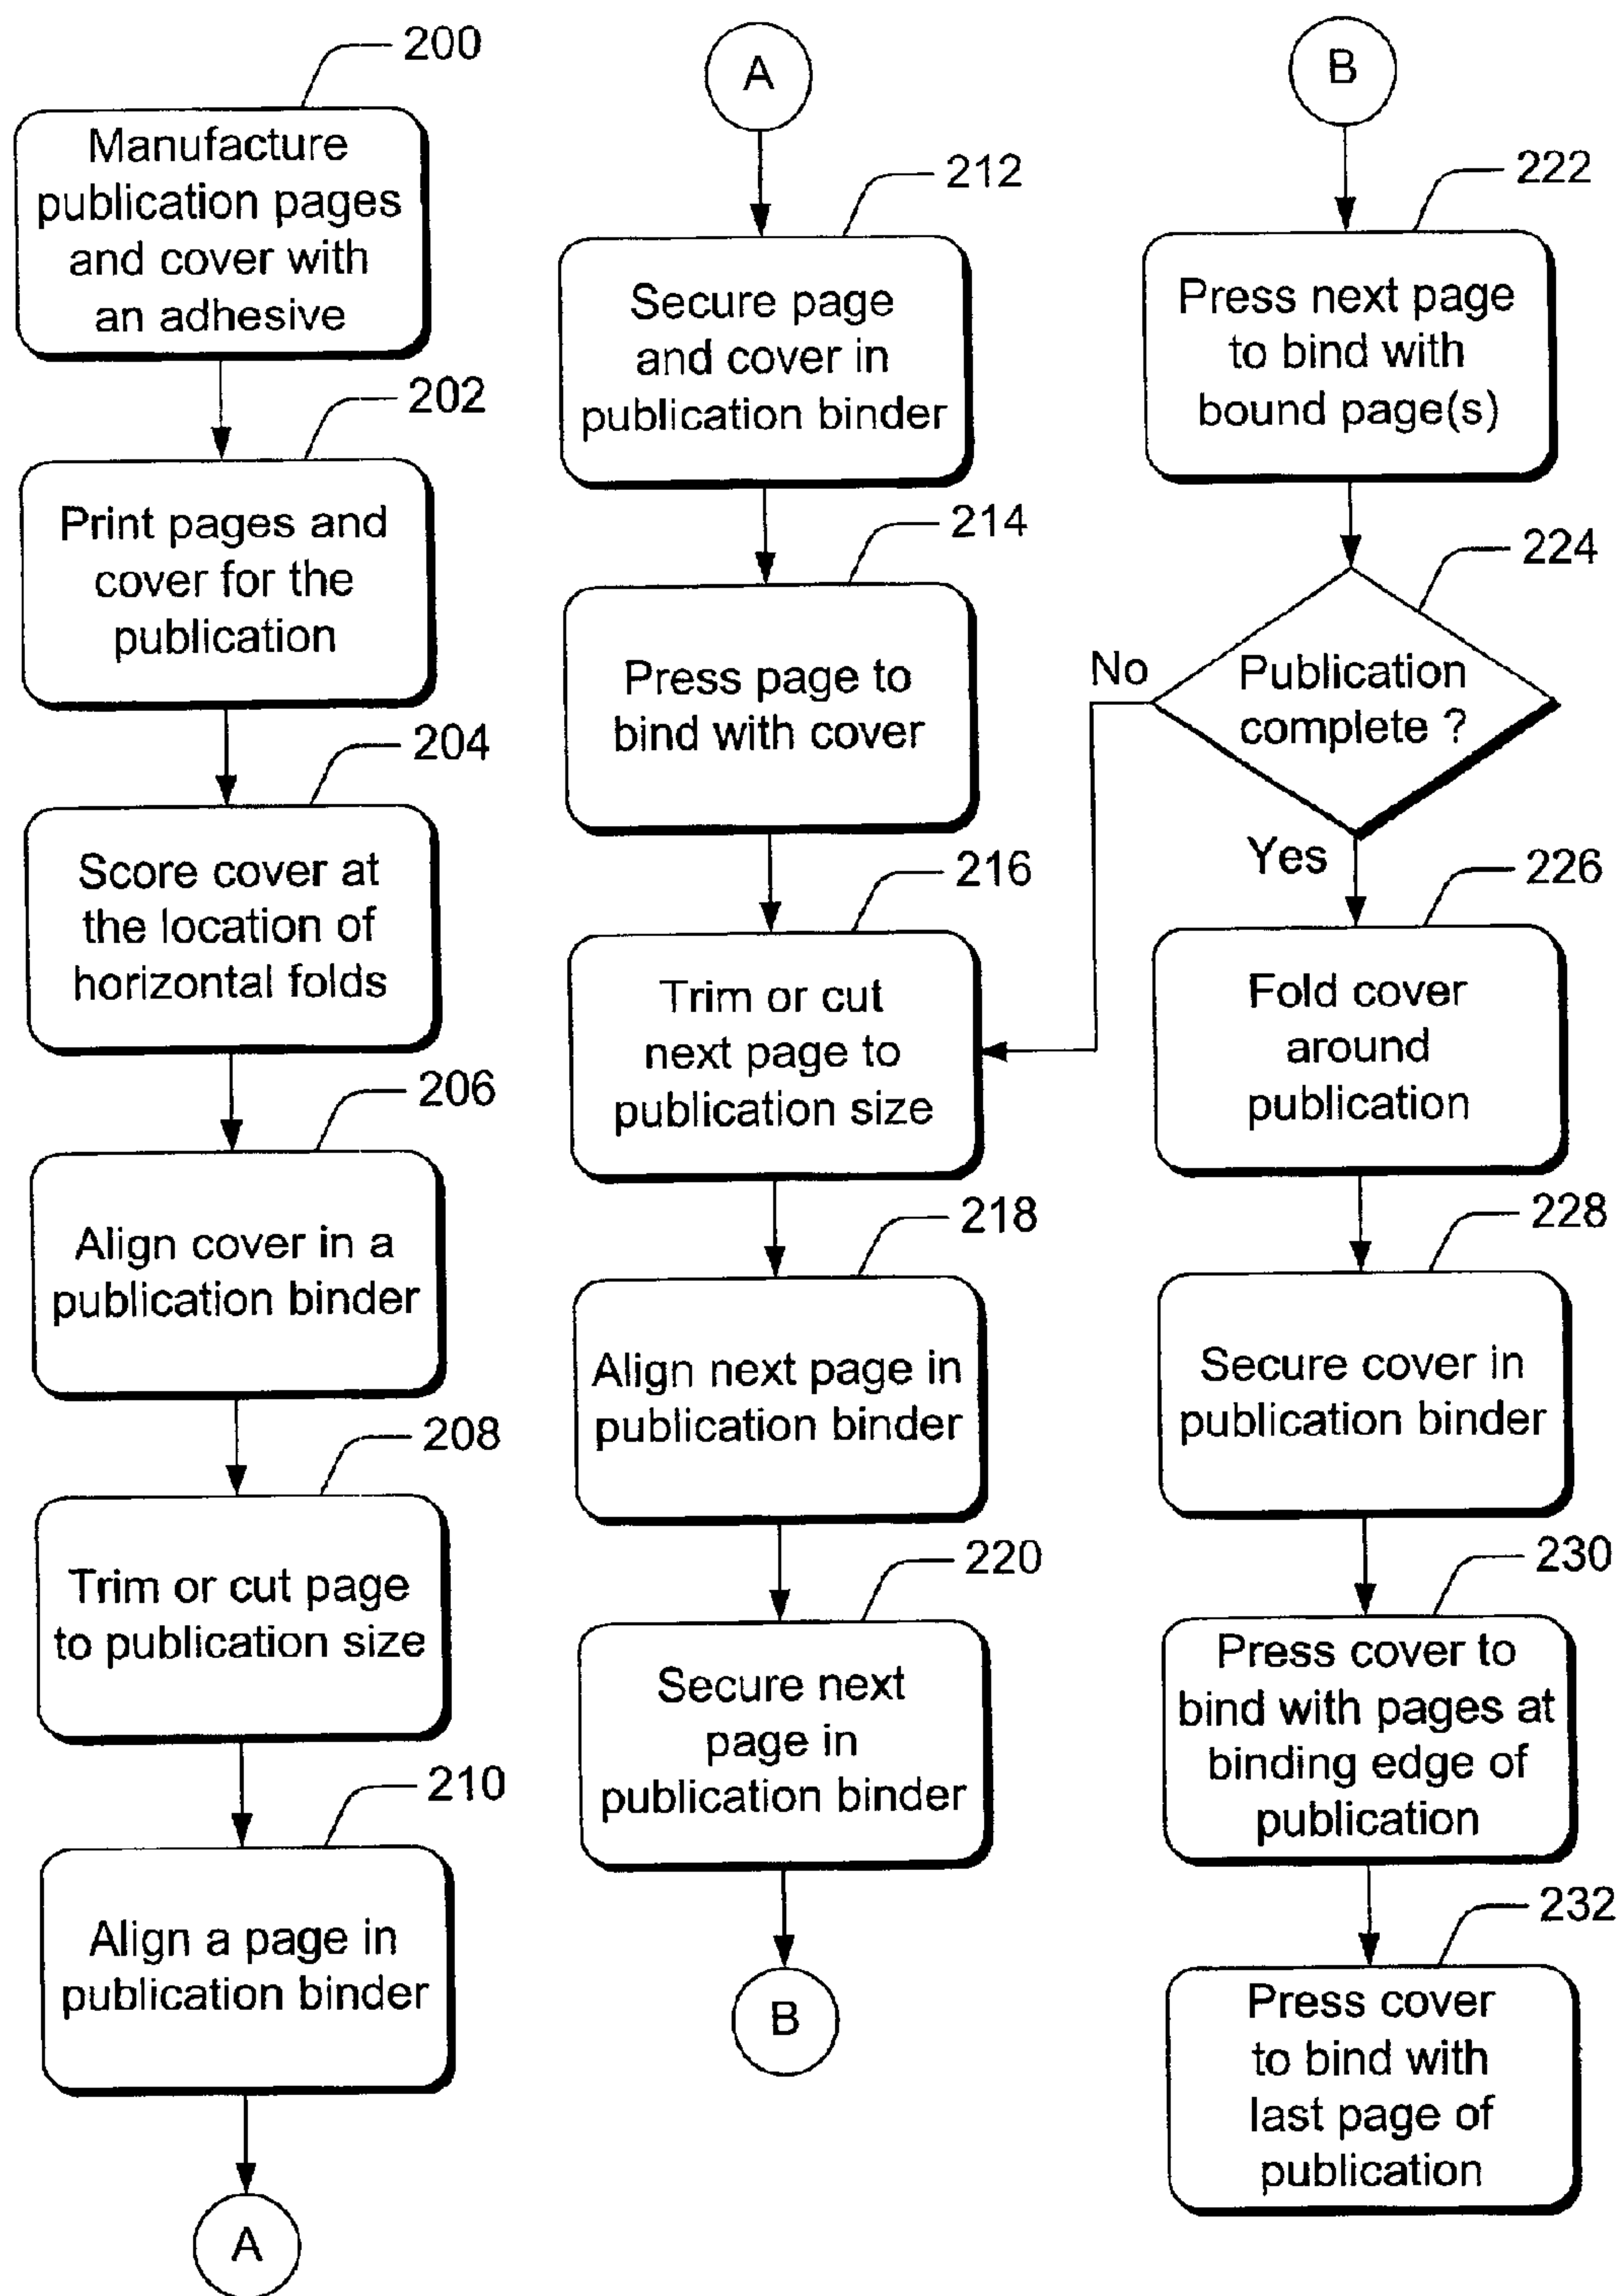 200
Manufacture
publication pages
and cover with
an adhesive
202
Print pages and
cover for the
publication
204
Score cover at
the location of
horizontal folds
206
Align cover in a
publication binder
208
Trim or cut page
to publication size
210
Align a page in
publication binder
A
A
212
Secure page
and cover in
publication binder
214
Press page to
bind with cover
216
Trim or cut
next page to
publication size
218
Align next page in
publication binder
220
Secure next
page in
publication binder
B
B
222
Press next page
to bind with
bound page(s)
224
Publication
complete ?
No
Yes
226
Fold cover
around
publication
228
Secure cover in
publication binder
230
Press cover to
bind with pages at
binding edge of
publication
232
Press cover
to bind with
last page of
publication